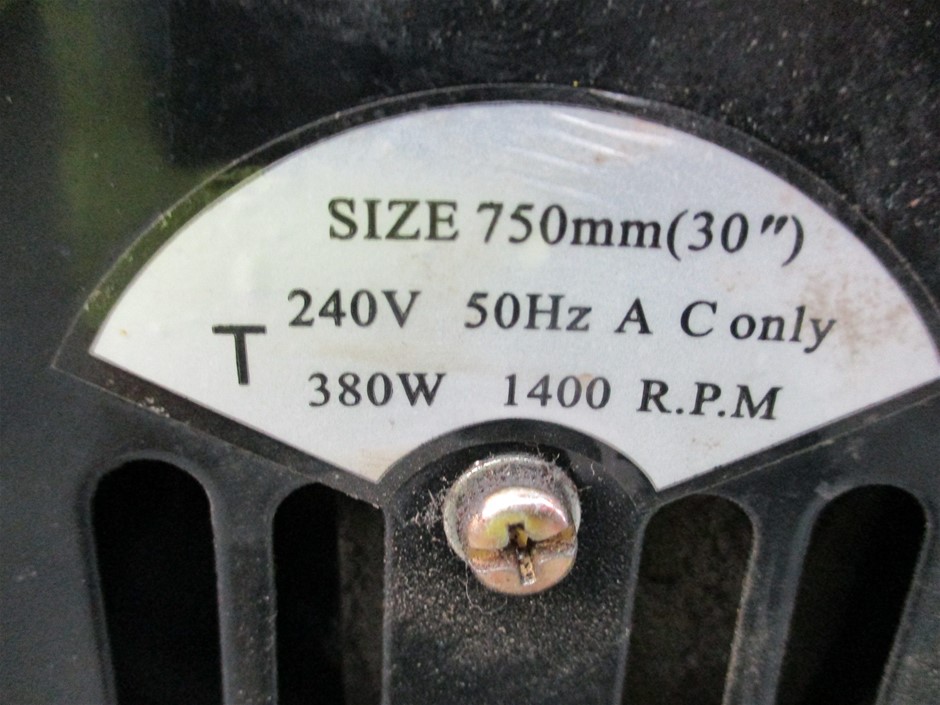 SIZE 750mm(30")
240V 50Hz A C only
T
380W 1400 R.P.M